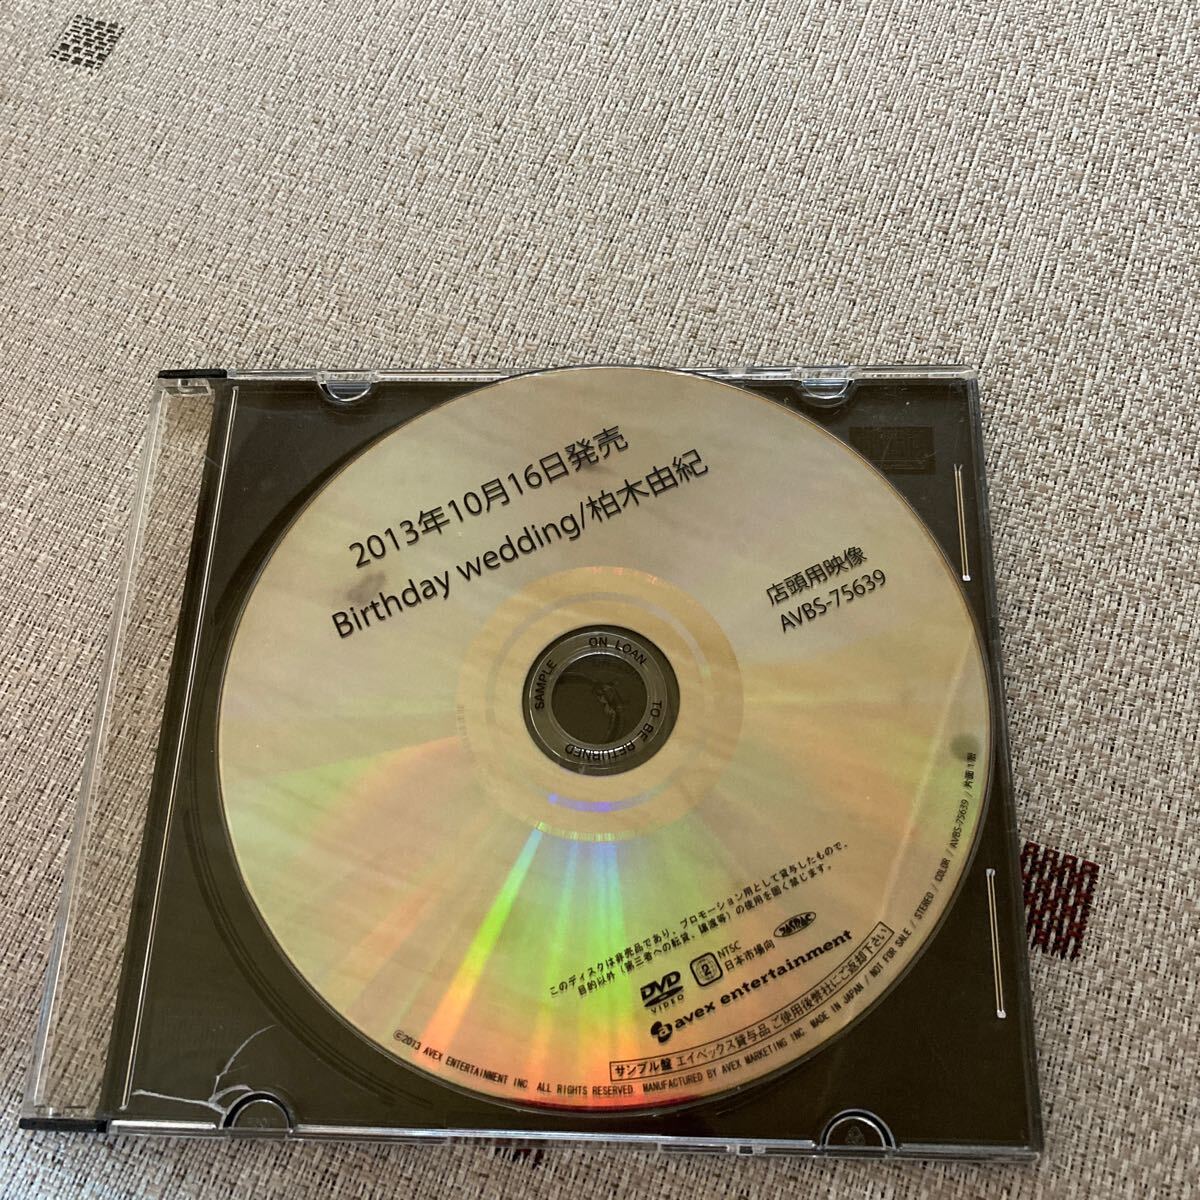 2013年10月16日発売
Birthday wedding/柏木由紀
店頭用映像
AVBS-75639
SAMPLE ON LOAN TO BE RETURNED
このディスクは非売品であり、プロモーション用として貸与したもので、
目的以外（第三者への転貸、譲渡等）の使用を固く禁じます。
DVD
VIDEO
2
NTSC
日本市場向
JASRAC
avex entertainment
サンプル盤 エイベックス貸与品 ご使用後弊社にご返却下さい
©2013 AVEX ENTERTAINMENT INC. ALL RIGHTS RESERVED. MANUFACTURED BY AVEX MARKETING INC. MADE IN JAPAN / NOT FOR SALE / STEREO / COLOR / AVBS-75639 / 片面1層